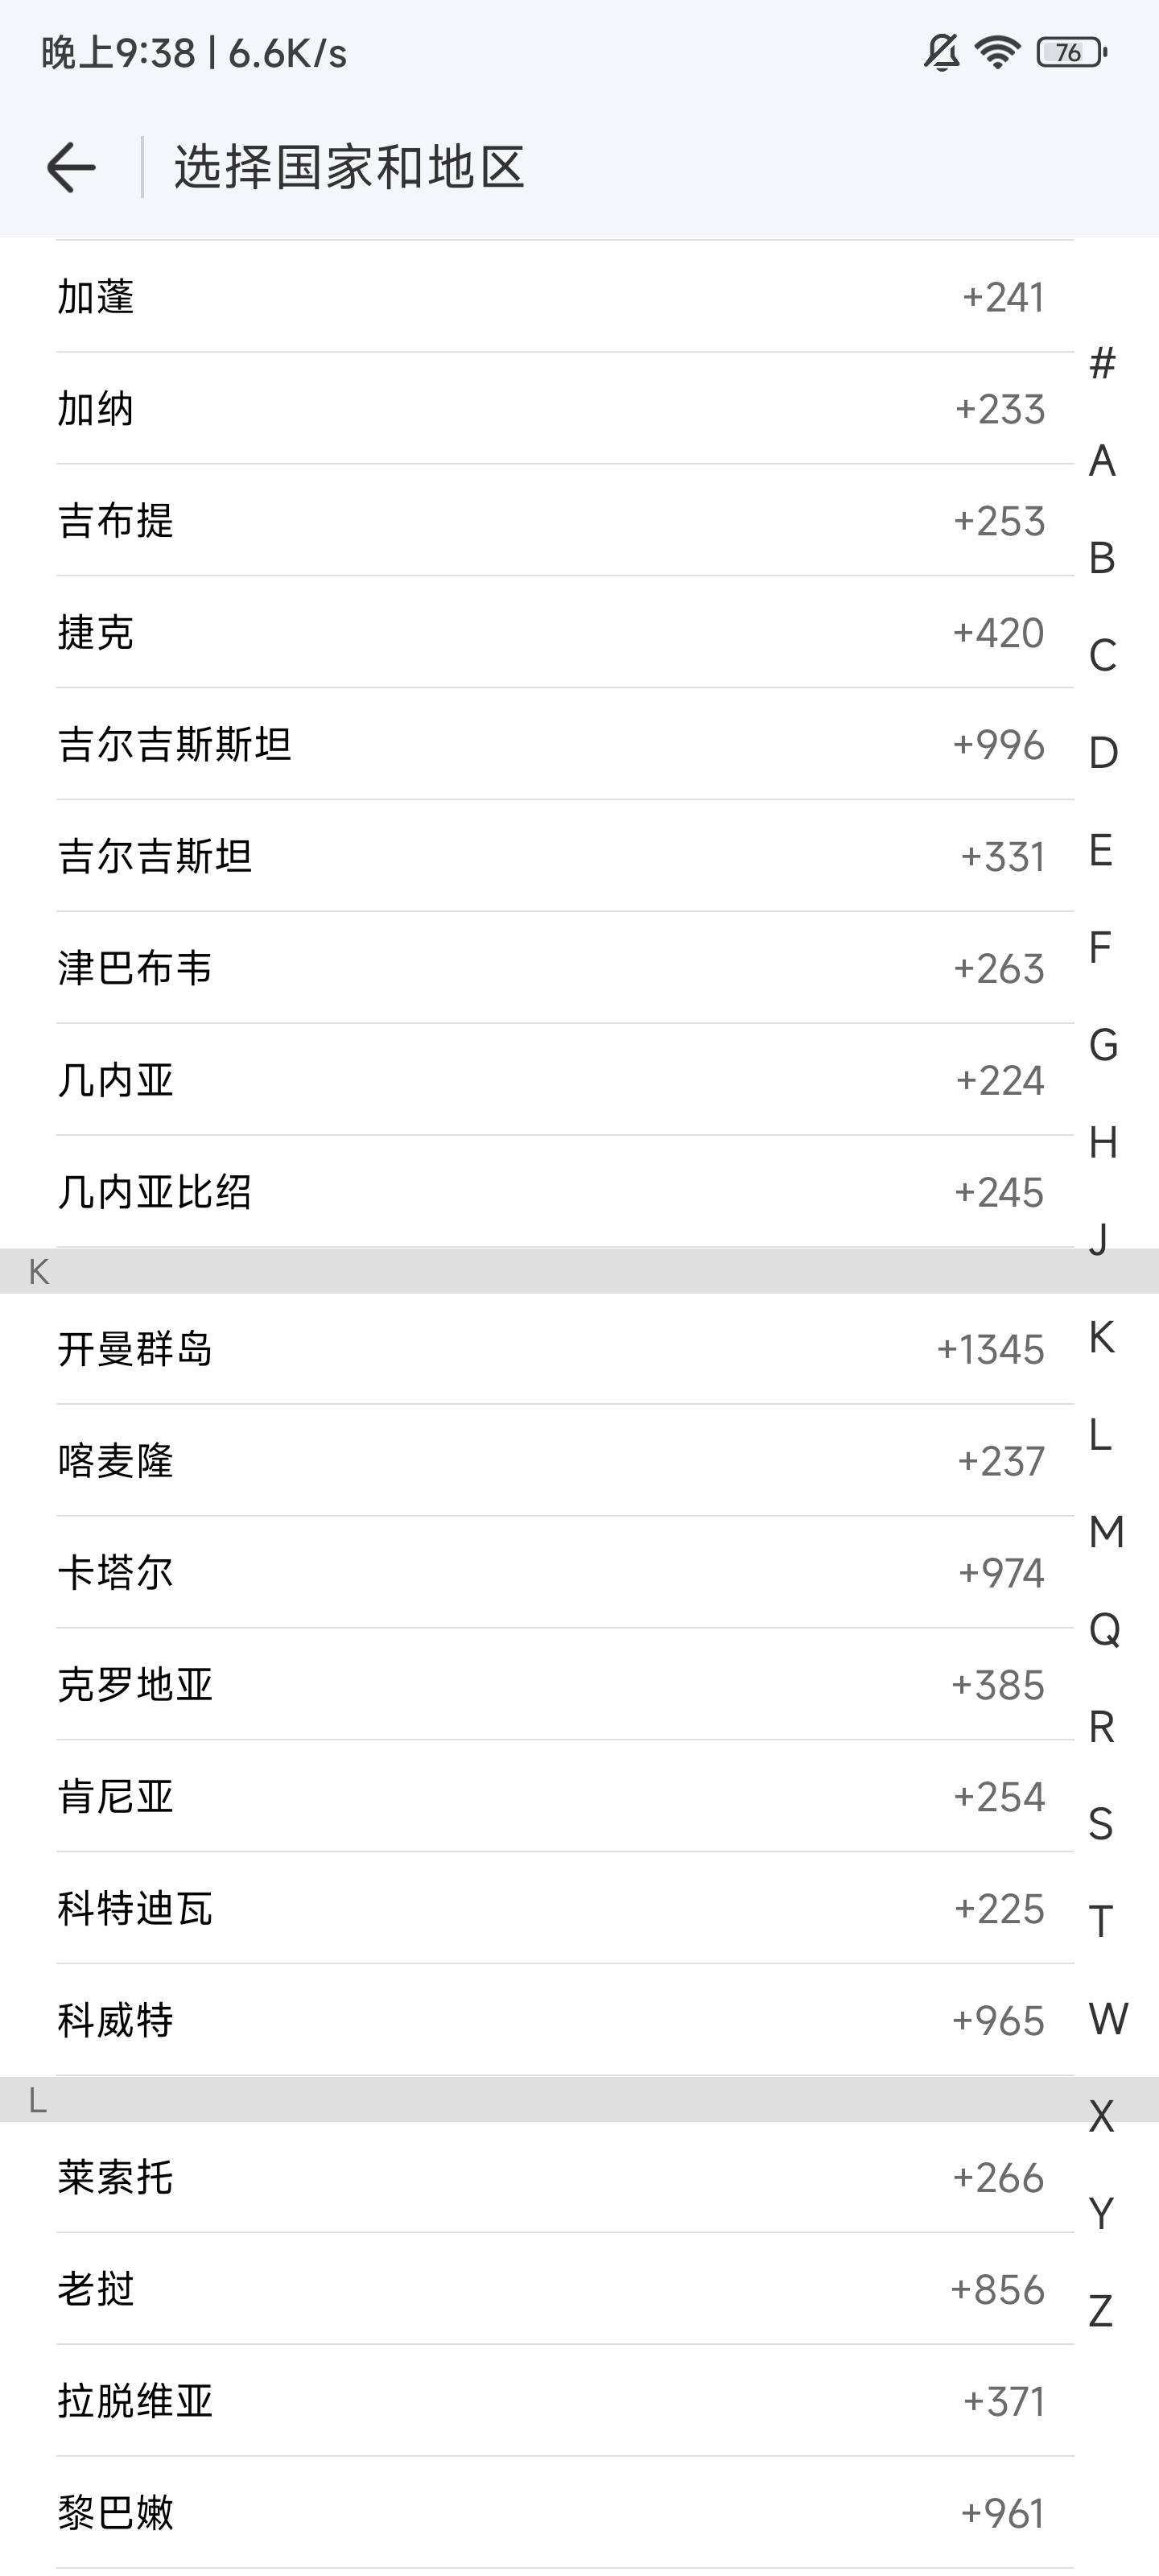 晚上9:38 | 6.6K/s
76
选择国家和地区
加蓬 +241
加纳 +233
吉布提 +253
捷克 +420
吉尔吉斯斯坦 +996
吉尔吉斯坦 +331
津巴布韦 +263
几内亚 +224
几内亚比绍 +245
K
开曼群岛 +1345
喀麦隆 +237
卡塔尔 +974
克罗地亚 +385
肯尼亚 +254
科特迪瓦 +225
科威特 +965
L
莱索托 +266
老挝 +856
拉脱维亚 +371
黎巴嫩 +961
#
A
B
C
D
E
F
G
H
J
K
L
M
Q
R
S
T
W
X
Y
Z